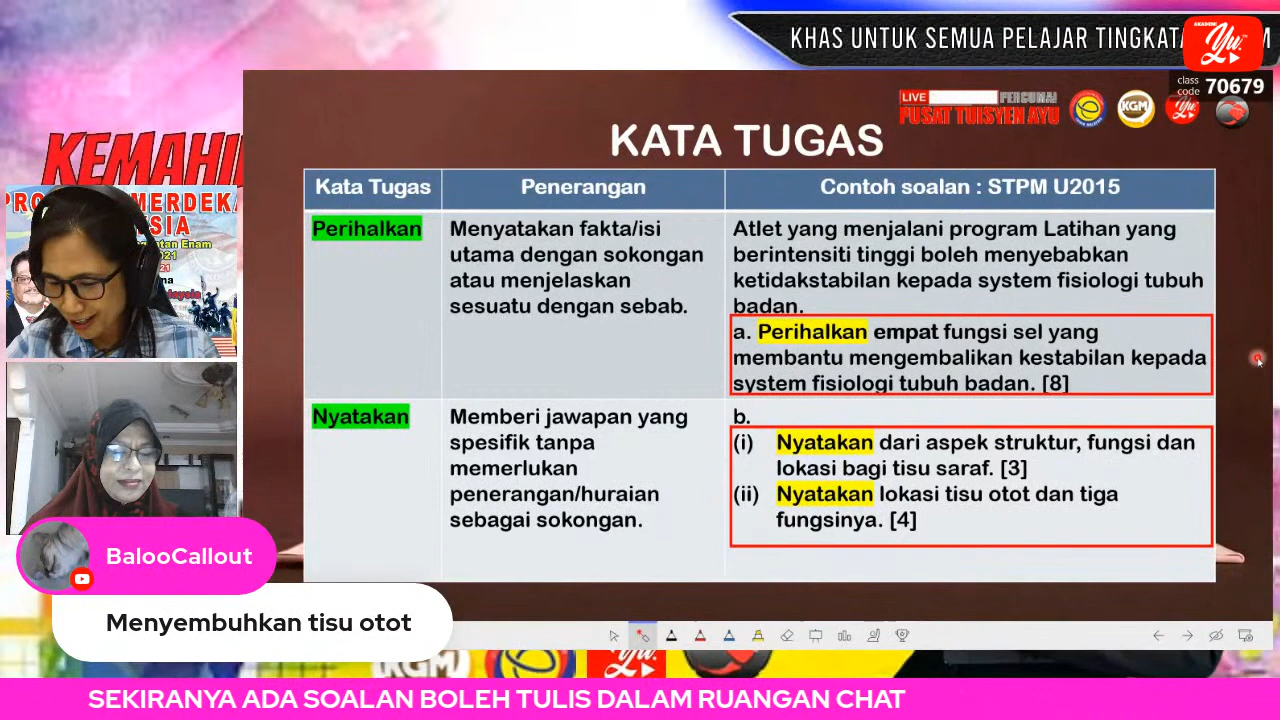 KHAS UNTUK SEMUA PELAJAR TINGKATA
M
AKADEMI
Yu
class code 70679
KEMAHI
LIVE PERCUMA!
PUSAT TUISYEN AYU
KGM
KATA TUGAS
Kata Tugas
Penerangan
Contoh soalan : STPM U2015
Perihalkan
Menyatakan fakta/isi
utama dengan sokongan
atau menjelaskan
sesuatu dengan sebab.
Atlet yang menjalani program Latihan yang
berintensiti tinggi boleh menyebabkan
ketidakstabilan kepada system fisiologi tubuh
badan.
a. Perihalkan empat fungsi sel yang
membantu mengembalikan kestabilan kepada
system fisiologi tubuh badan. [8]
Nyatakan
Memberi jawapan yang
spesifik tanpa
memerlukan
penerangan/huraian
sebagai sokongan.
b.
(i) Nyatakan dari aspek struktur, fungsi dan
lokasi bagi tisu saraf. [3]
(ii) Nyatakan lokasi tisu otot dan tiga
fungsinya. [4]
BalooCallout
Menyembuhkan tisu otot
KGM
SEKIRANYA ADA SOALAN BOLEH TULIS DALAM RUANGAN CHAT